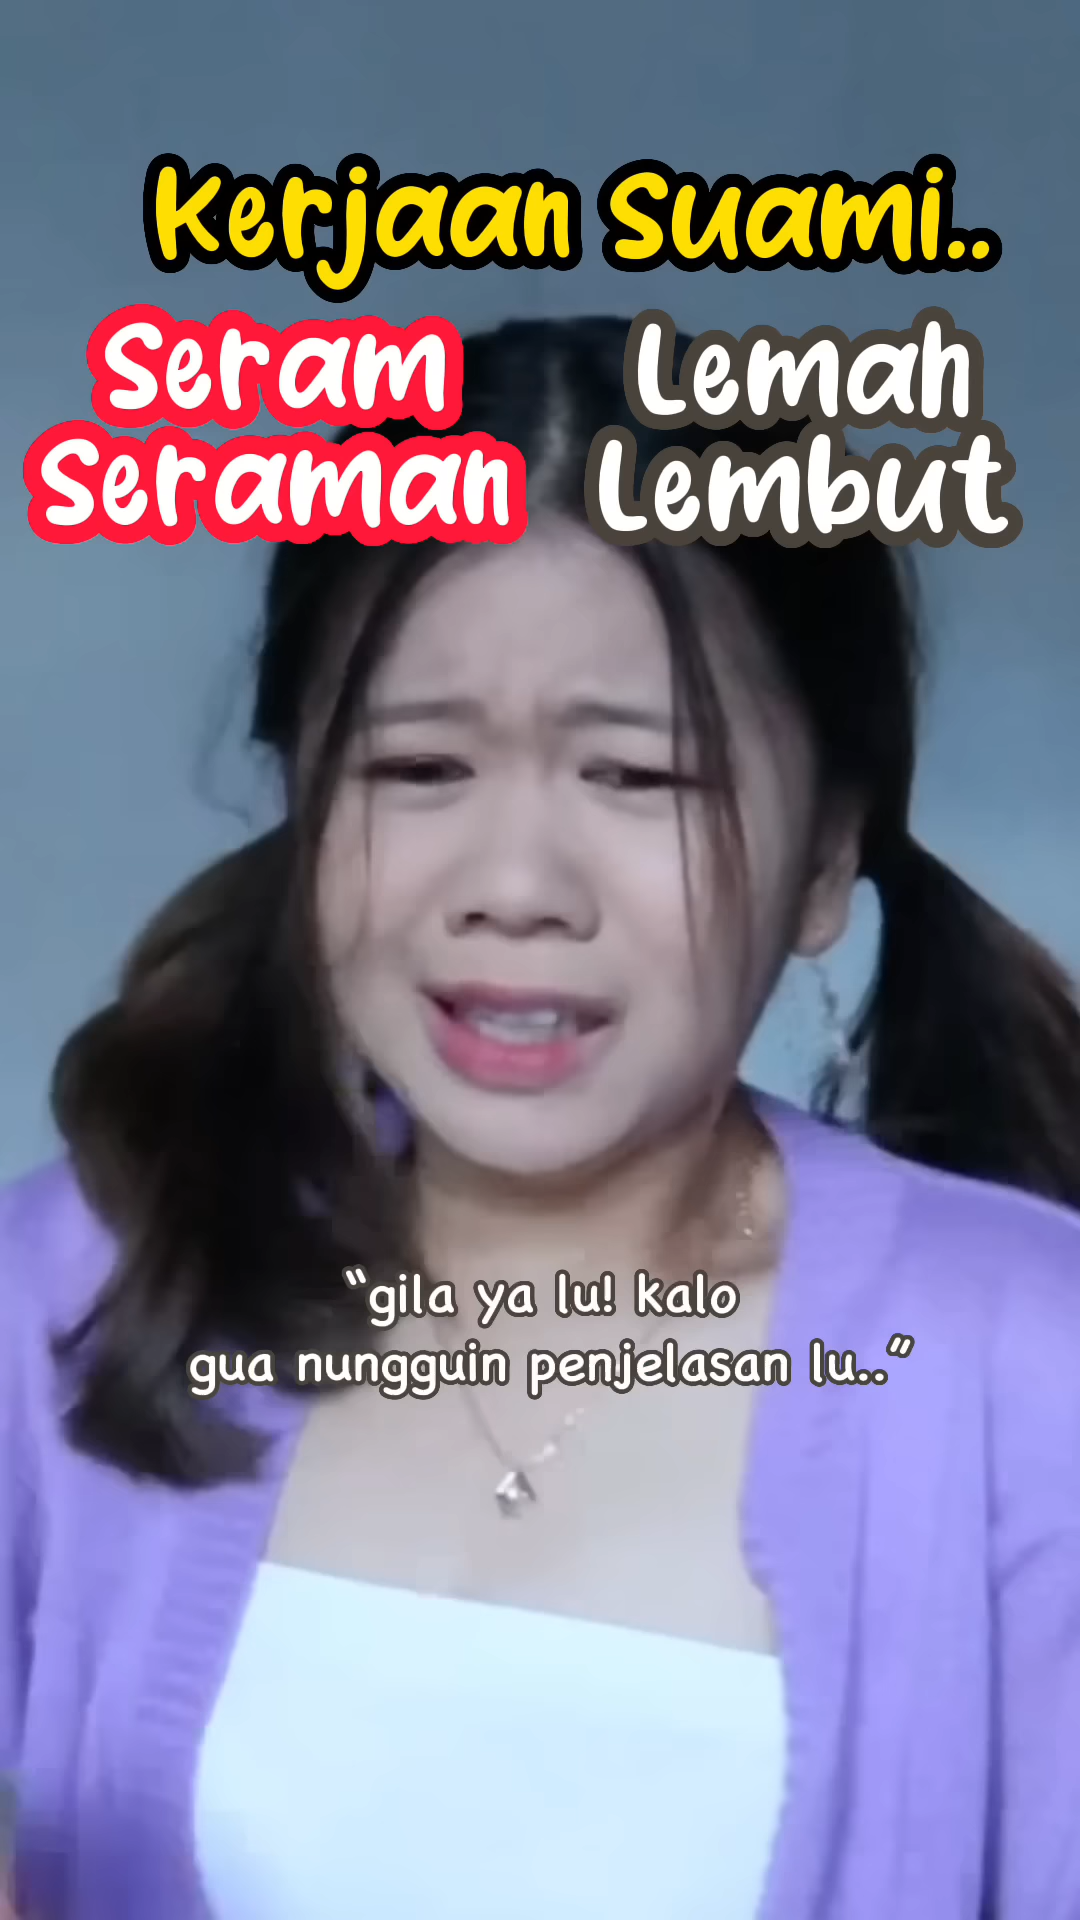 Kerjaan Suami..
Seram
Seraman
Lemah
Lembut
"gila ya lu! kalo
gua nungguin penjelasan lu.."